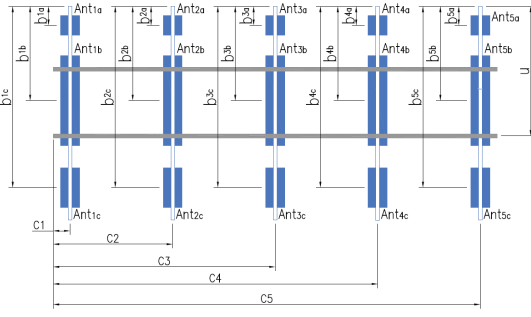 Ant1a Ant2a Ant3a Ant4a Ant5a
b1a b2a b3a b4a b5a
Ant1b Ant2b Ant3b Ant4b Ant5b
b1b b2b b3b b4b b5b
u
b1c b2c b3c b4c b5c
Ant1c Ant2c Ant3c Ant4c Ant5c
C1
C2
C3
C4
C5